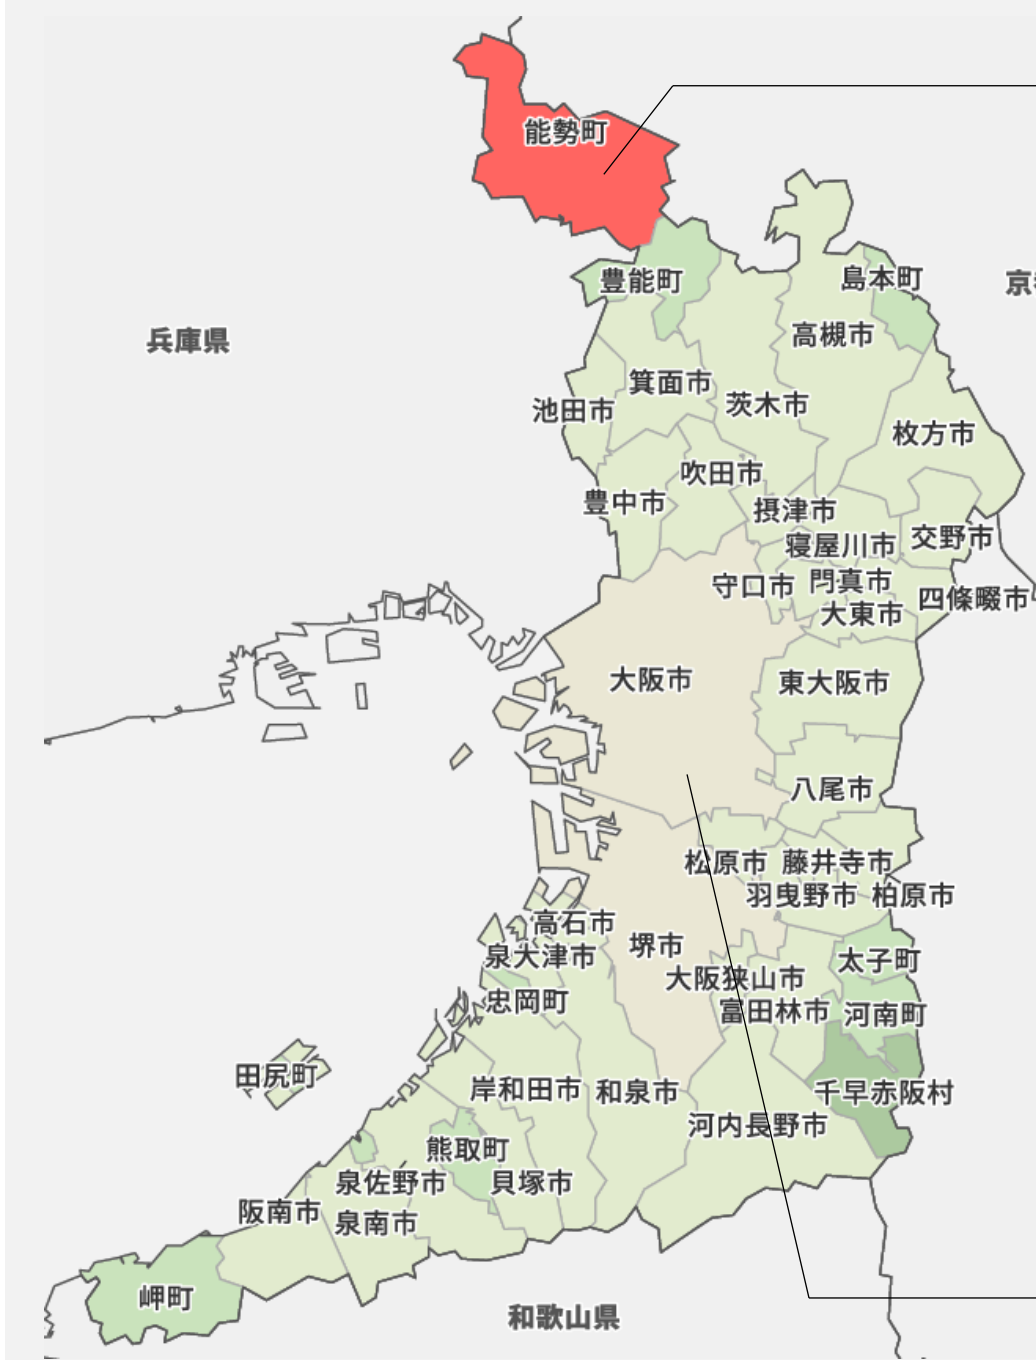 能勢町
豊能町
島本町
京
高槻市
兵庫県
箕面市
茨木市
池田市
枚方市
吹田市
豊中市
摂津市
寝屋川市
交野市
守口市
門真市
四條畷市
大東市
大阪市
東大阪市
八尾市
松原市
藤井寺市
羽曳野市
柏原市
高石市
堺市
泉大津市
太子町
大阪狭山市
忠岡町
富田林市
河南町
田尻町
岸和田市
和泉市
千早赤阪村
河内長野市
熊取町
泉佐野市
貝塚市
阪南市
泉南市
岬町
和歌山県